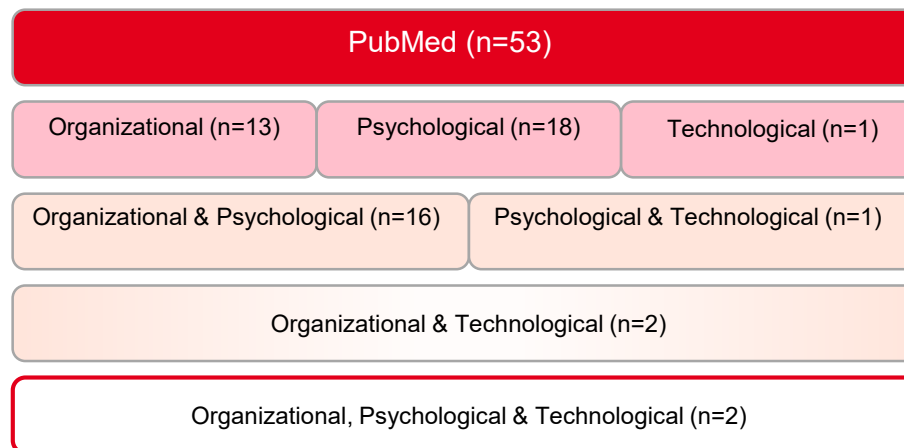 PubMed (n=53)
Organizational (n=13)
Psychological (n=18)
Technological (n=1)
Organizational & Psychological (n=16)
Psychological & Technological (n=1)
Organizational & Technological (n=2)
Organizational, Psychological & Technological (n=2)